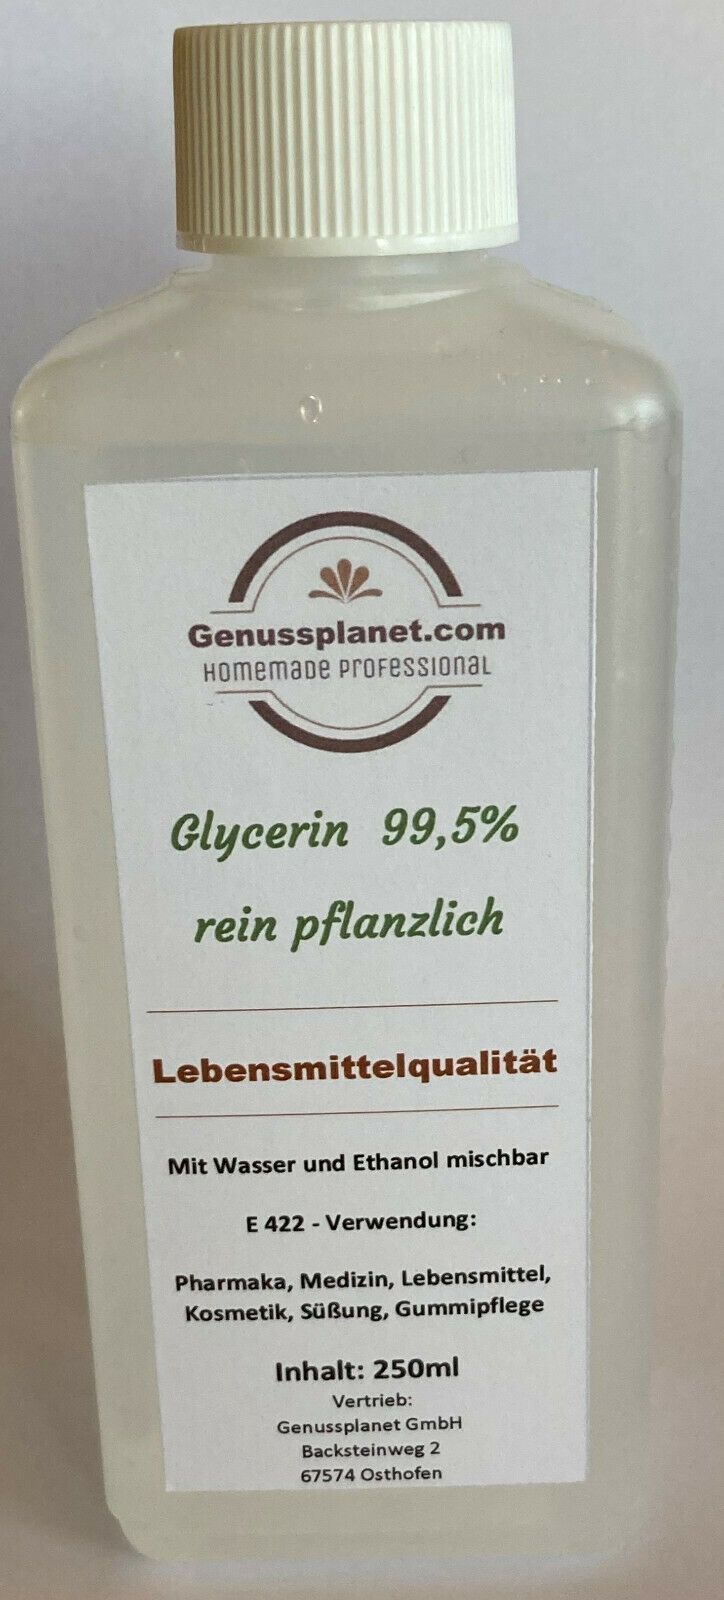 Genussplanet.com
Homemade Professional
Glycerin 99,5%
rein pflanzlich
Lebensmittelqualität
Mit Wasser und Ethanol mischbar
E 422 - Verwendung:
Pharmaka, Medizin, Lebensmittel,
Kosmetik, Süßung, Gummipflege
Inhalt: 250ml
Vertrieb:
Genussplanet GmbH
Backsteinweg 2
67574 Osthofen